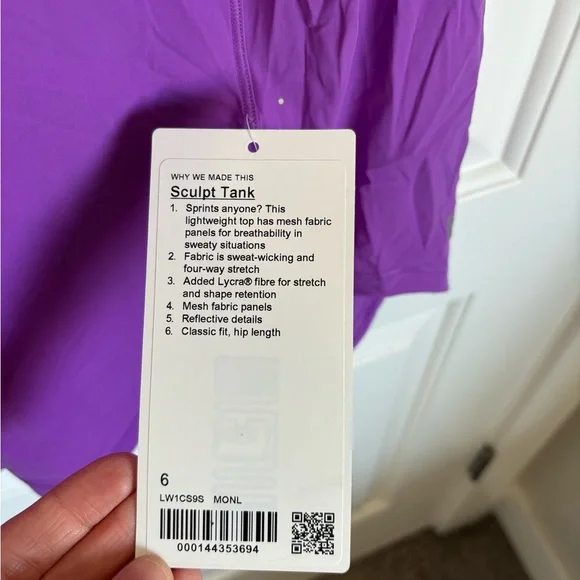 WHY WE MADE THIS
Sculpt Tank
1. Sprints anyone? This
lightweight top has mesh fabric
panels for breathability in
sweaty situations
2. Fabric is sweat-wicking and
four-way stretch
3. Added Lycra® fibre for stretch
and shape retention
4. Mesh fabric panels
5. Reflective details
6. Classic fit, hip length
6
LW1CS9S MONL
000144353694